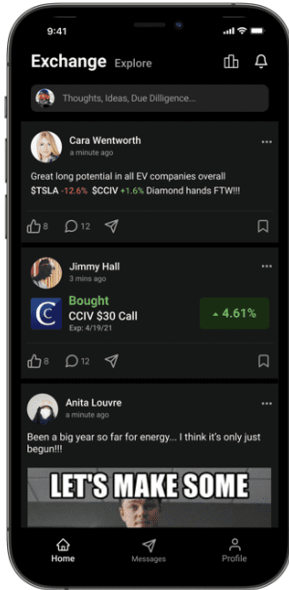 9:41
Exchange Explore
Thoughts, Ideas, Due Dilligence...
Cara Wentworth
a minute ago
Great long potential in all EV companies overall
$TSLA -12.6% $CCIV +1.6% Diamond hands FTW!!!
8 12
Jimmy Hall
3 mins ago
Bought
CCIV $30 Call
Exp: 4/19/21
4.61%
8 12
Anita Louvre
a minute ago
Been a big year so far for energy... I think it's only just
begun!!!
LET'S MAKE SOME
Home Messages Profile